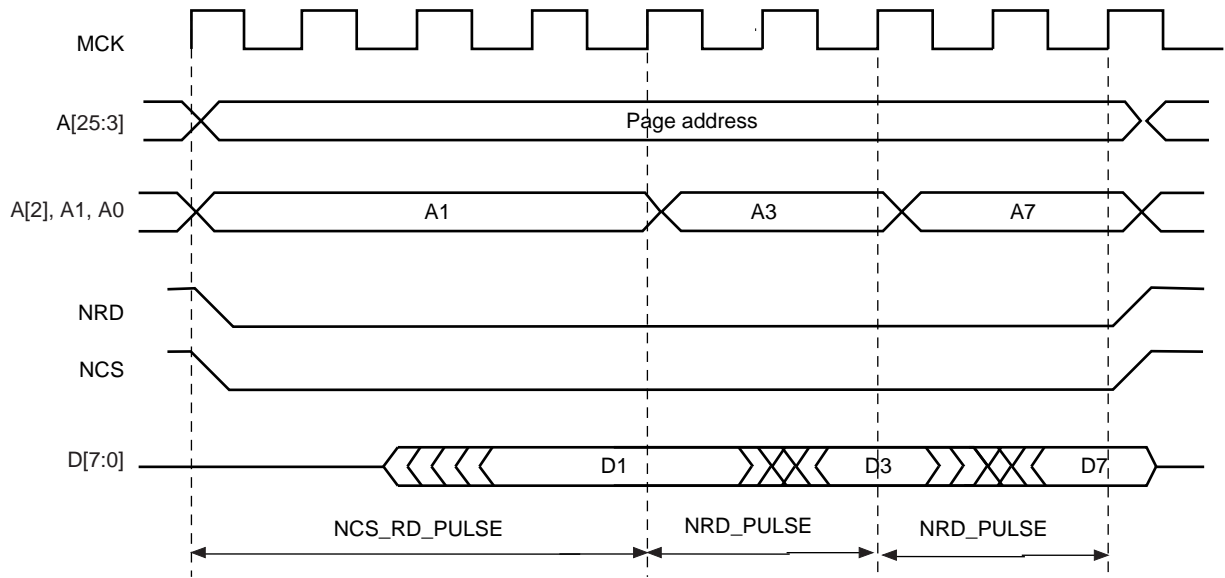 MCK
A[25:3]
Page address
A[2], A1, A0
A1
A3
A7
NRD
NCS
D[7:0]
D1
D3
D7
NCS_RD_PULSE
NRD_PULSE
NRD_PULSE